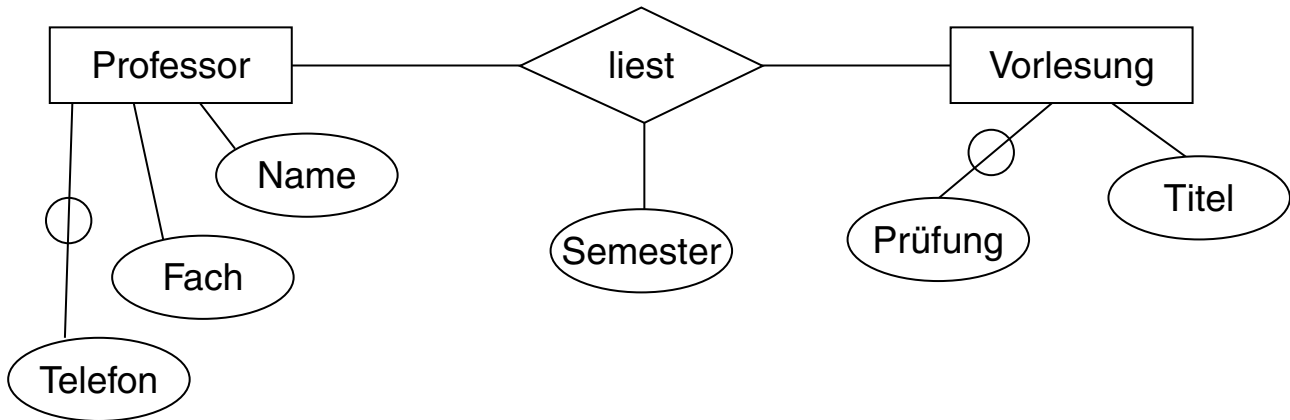 Professor
liest
Vorlesung
Name
Titel
Semester
Prüfung
Fach
Telefon